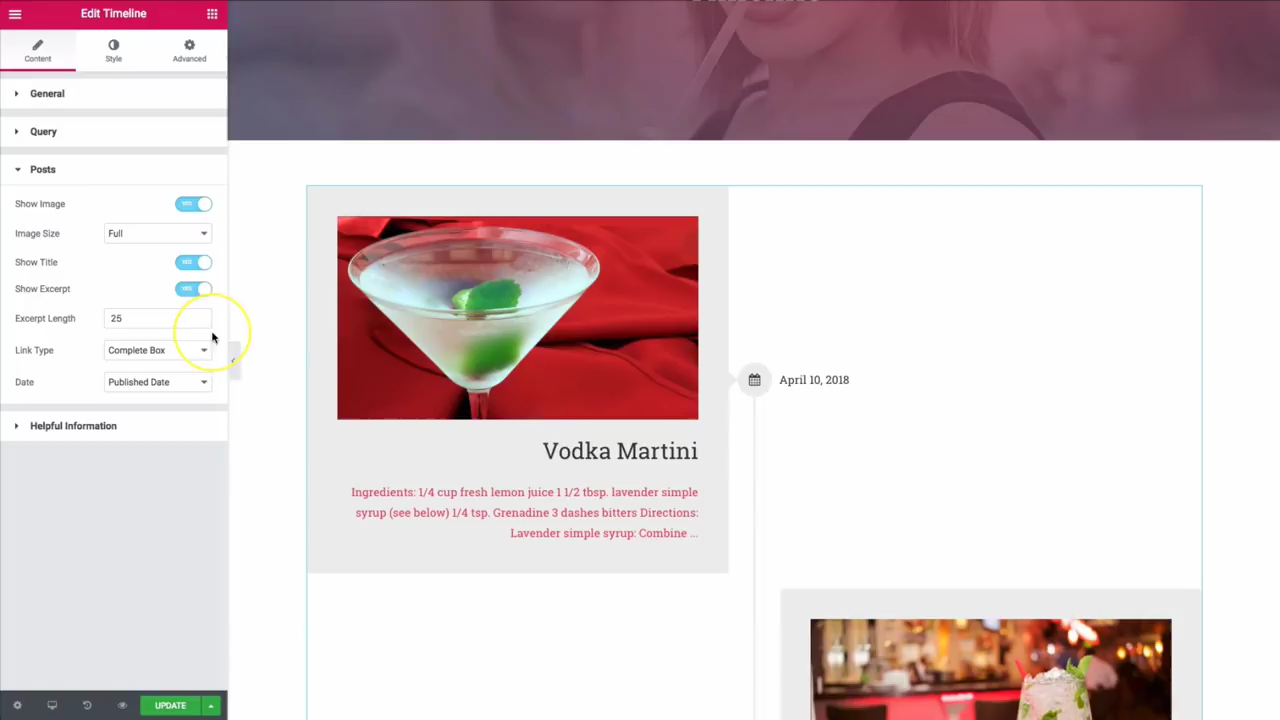 Edit Timeline
Content
Style
Advanced
General
Query
Posts
Show Image
YES
Image Size
Full
Show Title
YES
Show Excerpt
YES
Excerpt Length
25
Link Type
Complete Box
Date
Published Date
Helpful Information
UPDATE
Vodka Martini
Ingredients: 1/4 cup fresh lemon juice 1 1/2 tbsp. lavender simple
syrup (see below) 1/4 tsp. Grenadine 3 dashes bitters Directions:
Lavender simple syrup: Combine ...
April 10, 2018